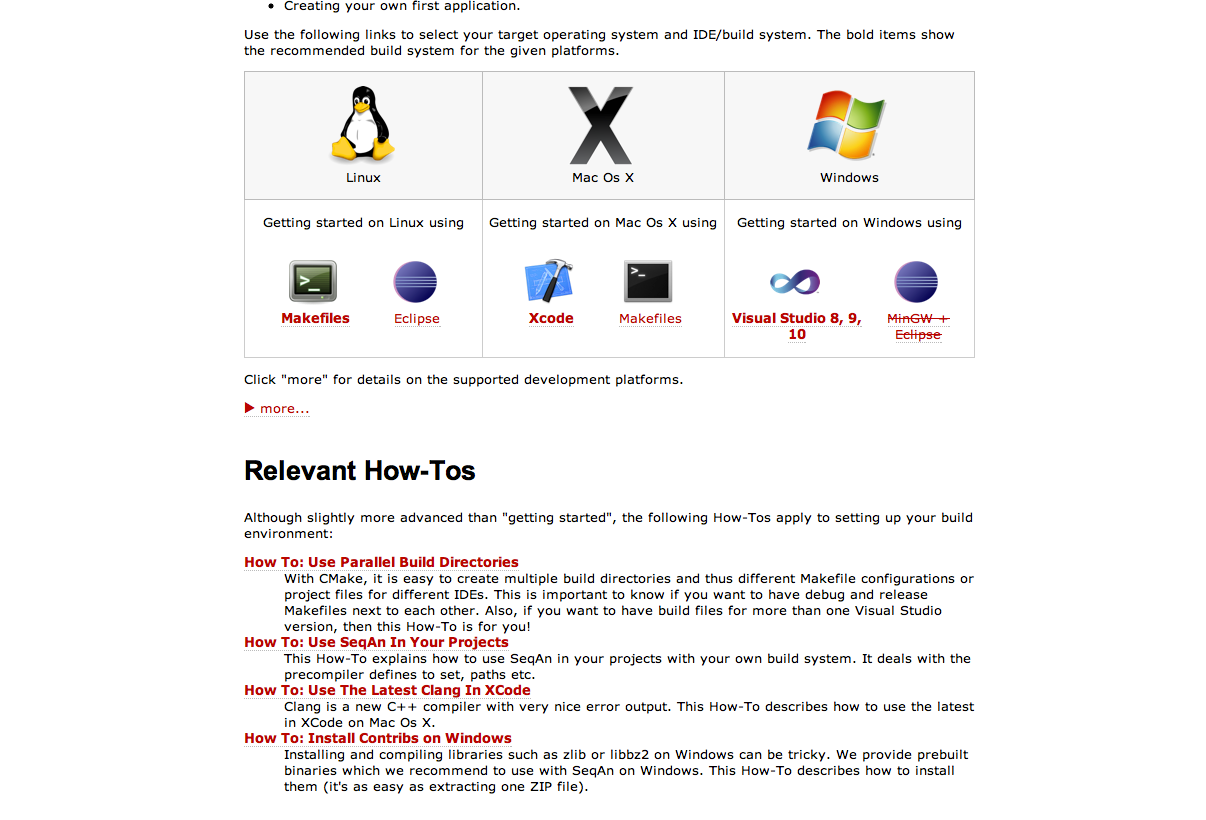 • Creating your own first application.
Use the following links to select your target operating system and IDE/build system. The bold items show
the recommended build system for the given platforms.
Linux
Mac Os X
Windows
Getting started on Linux using
Getting started on Mac Os X using
Getting started on Windows using
Makefiles
Eclipse
Xcode
Makefiles
Visual Studio 8, 9,
10
MinGW +
Eclipse
Click "more" for details on the supported development platforms.
▶ more...
Relevant How-Tos
Although slightly more advanced than "getting started", the following How-Tos apply to setting up your build
environment:
How To: Use Parallel Build Directories
With CMake, it is easy to create multiple build directories and thus different Makefile configurations or
project files for different IDEs. This is important to know if you want to have debug and release
Makefiles next to each other. Also, if you want to have build files for more than one Visual Studio
version, then this How-To is for you!
How To: Use SeqAn In Your Projects
This How-To explains how to use SeqAn in your projects with your own build system. It deals with the
precompiler defines to set, paths etc.
How To: Use The Latest Clang In XCode
Clang is a new C++ compiler with very nice error output. This How-To describes how to use the latest
in XCode on Mac Os X.
How To: Install Contribs on Windows
Installing and compiling libraries such as zlib or libbz2 on Windows can be tricky. We provide prebuilt
binaries which we recommend to use with SeqAn on Windows. This How-To describes how to install
them (it's as easy as extracting one ZIP file).